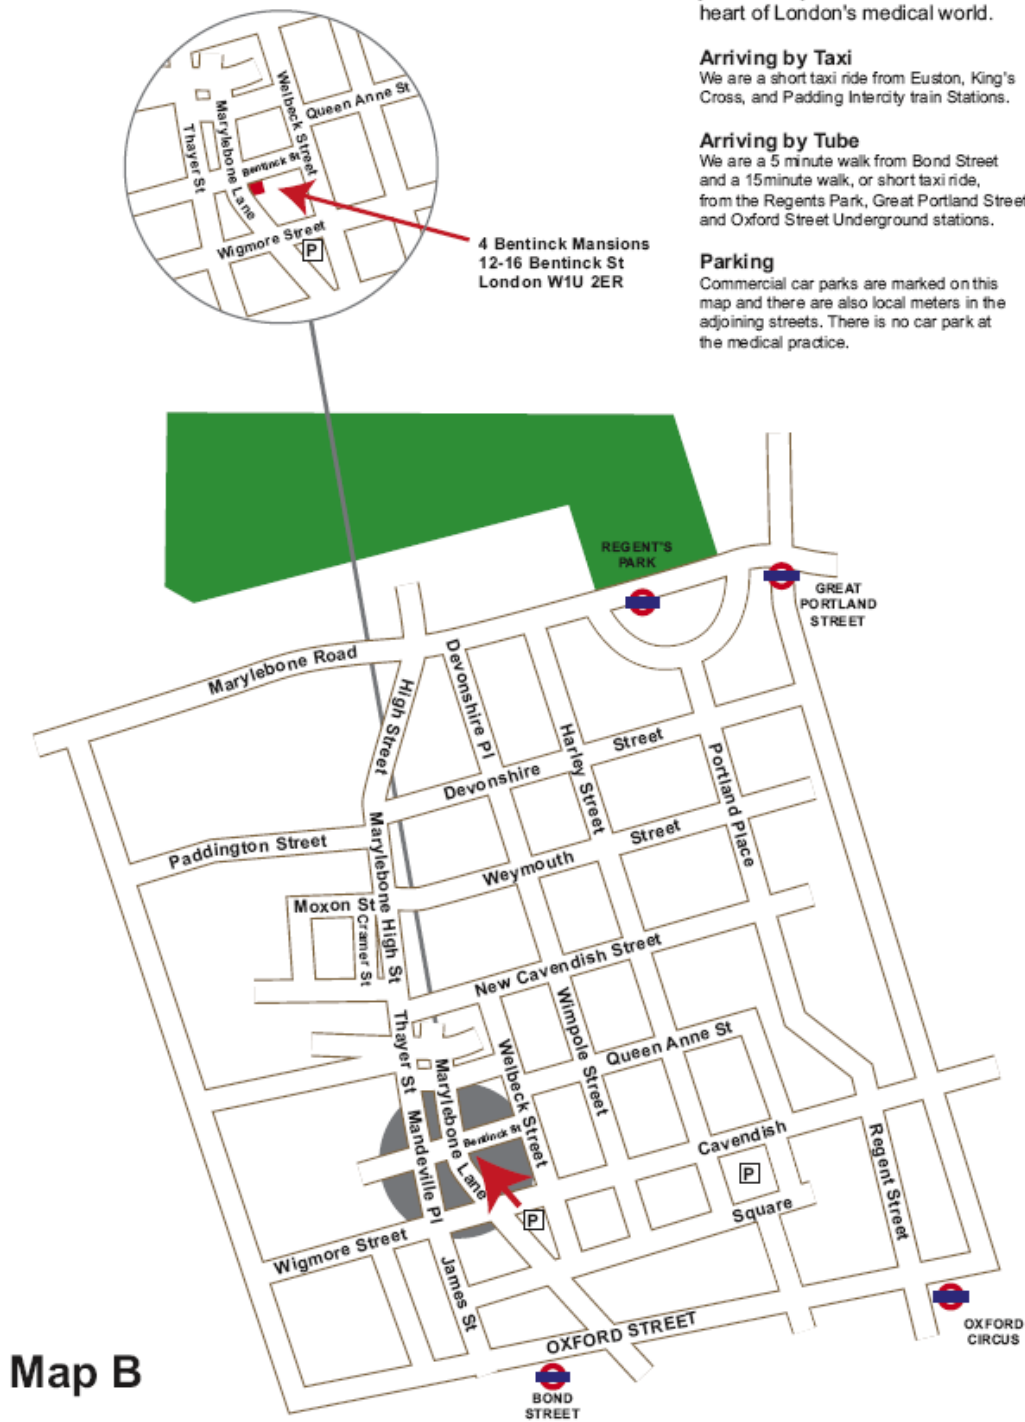 heart of London's medical world.
Arriving by Taxi
We are a short taxi ride from Euston, King's
Cross, and Padding Intercity train Stations.
Arriving by Tube
We are a 5 minute walk from Bond Street
and a 15minute walk, or short taxi ride,
from the Regents Park, Great Portland Street
and Oxford Street Underground stations.
Parking
Commercial car parks are marked on this
map and there are also local meters in the
adjoining streets. There is no car park at
the medical practice.
Welbeck Street
Queen Anne St
Marylebone Lane
Thayer St
Bentinck St
Wigmore Street
P
4 Bentinck Mansions
12-16 Bentinck St
London W1U 2ER
REGENT'S
PARK
GREAT
PORTLAND
STREET
Marylebone Road
High Street
Devonshire Pl
Harley Street
Devonshire Street
Portland Place
Paddington Street
Marylebone High St
Weymouth Street
Moxon St
Cramer St
New Cavendish Street
Thayer St
Wimpole Street
Queen Anne St
Welbeck Street
Marylebone Lane
Bentinck St
Mandeville Pl
Cavendish
P
Square
Regent Street
P
Wigmore Street
James St
OXFORD STREET
OXFORD
CIRCUS
BOND
STREET
Map B